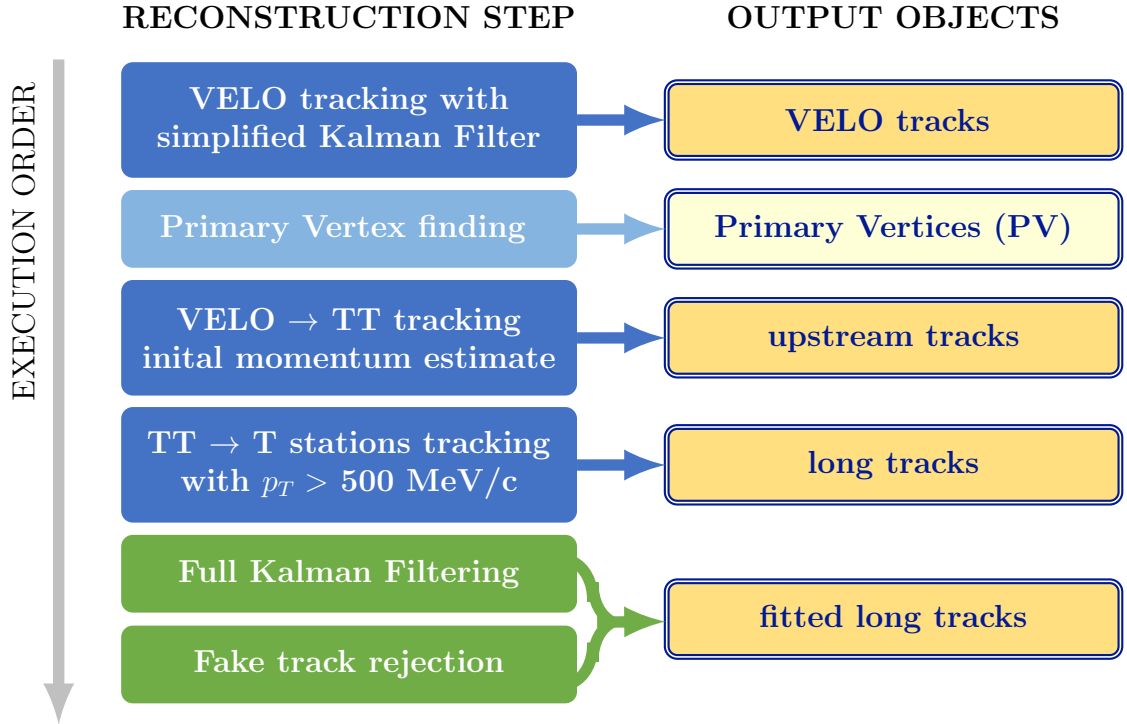 RECONSTRUCTION STEP
OUTPUT OBJECTS
EXECUTION ORDER
VELO tracking with
simplified Kalman Filter
VELO tracks
Primary Vertex finding
Primary Vertices (PV)
VELO → TT tracking
inital momentum estimate
upstream tracks
TT → T stations tracking
with p_T > 500 MeV/c
long tracks
Full Kalman Filtering
Fake track rejection
fitted long tracks